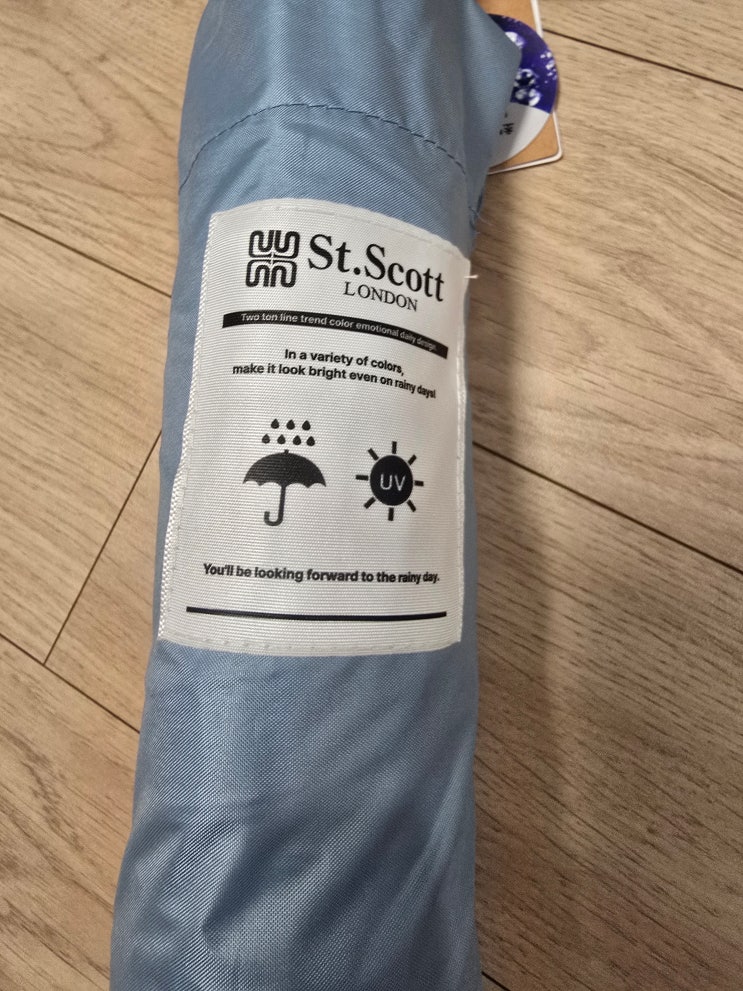 St.Scott
LONDON
Two ton line trend color emotional daily design.
In a variety of colors,
make it look bright even on rainy days!
UV
You'll be looking forward to the rainy day.